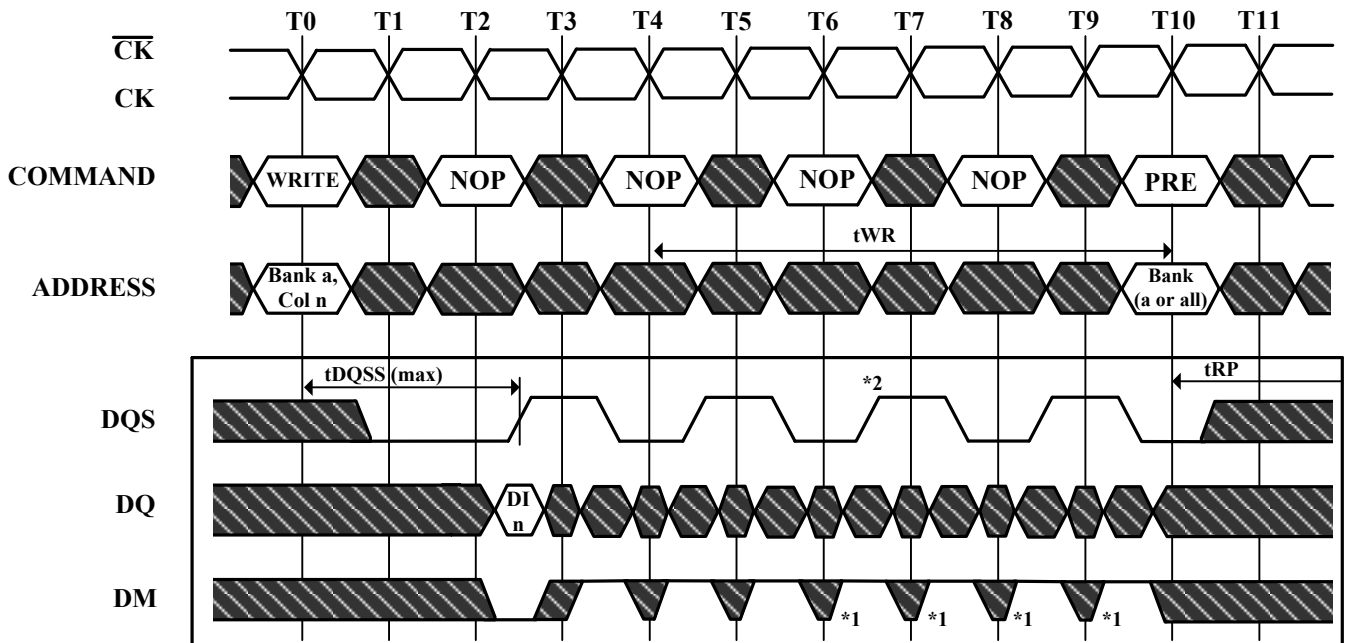 T0 T1 T2 T3 T4 T5 T6 T7 T8 T9 T10 T11
CK
CK
COMMAND
WRITE NOP NOP NOP NOP PRE
tWR
ADDRESS
Bank a,
Col n
Bank
(a or all)
tDQSS (max)
*2
tRP
DQS
DQ
DI
n
DM
*1 *1 *1 *1